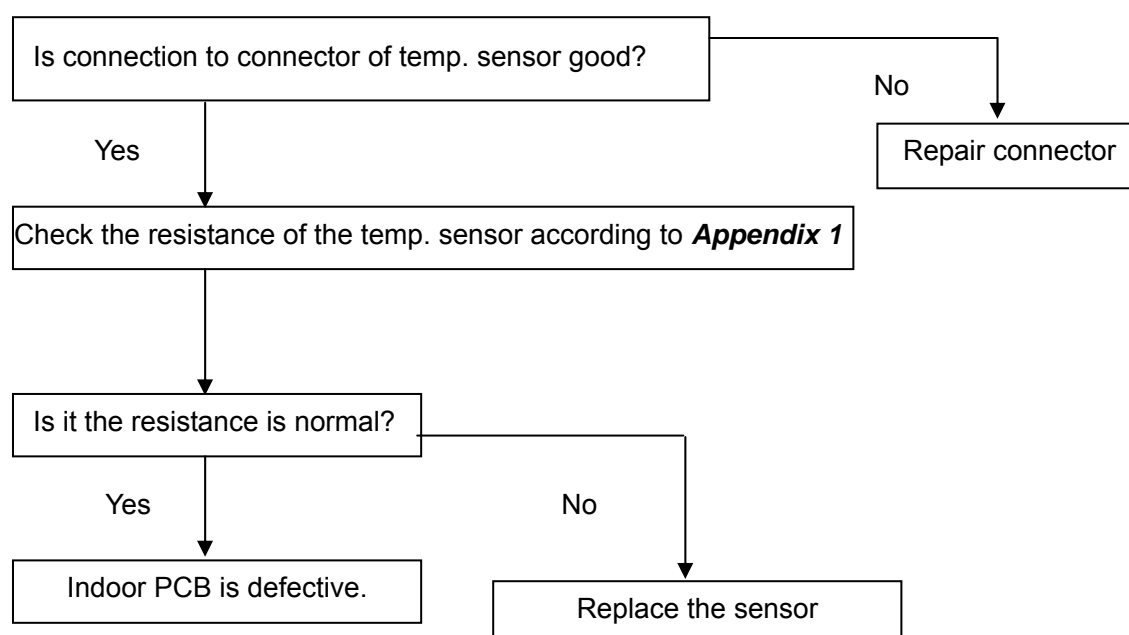 Is connection to connector of temp. sensor good?
No
Yes
Repair connector
Check the resistance of the temp. sensor according to Appendix 1
Is it the resistance is normal?
Yes
No
Indoor PCB is defective.
Replace the sensor